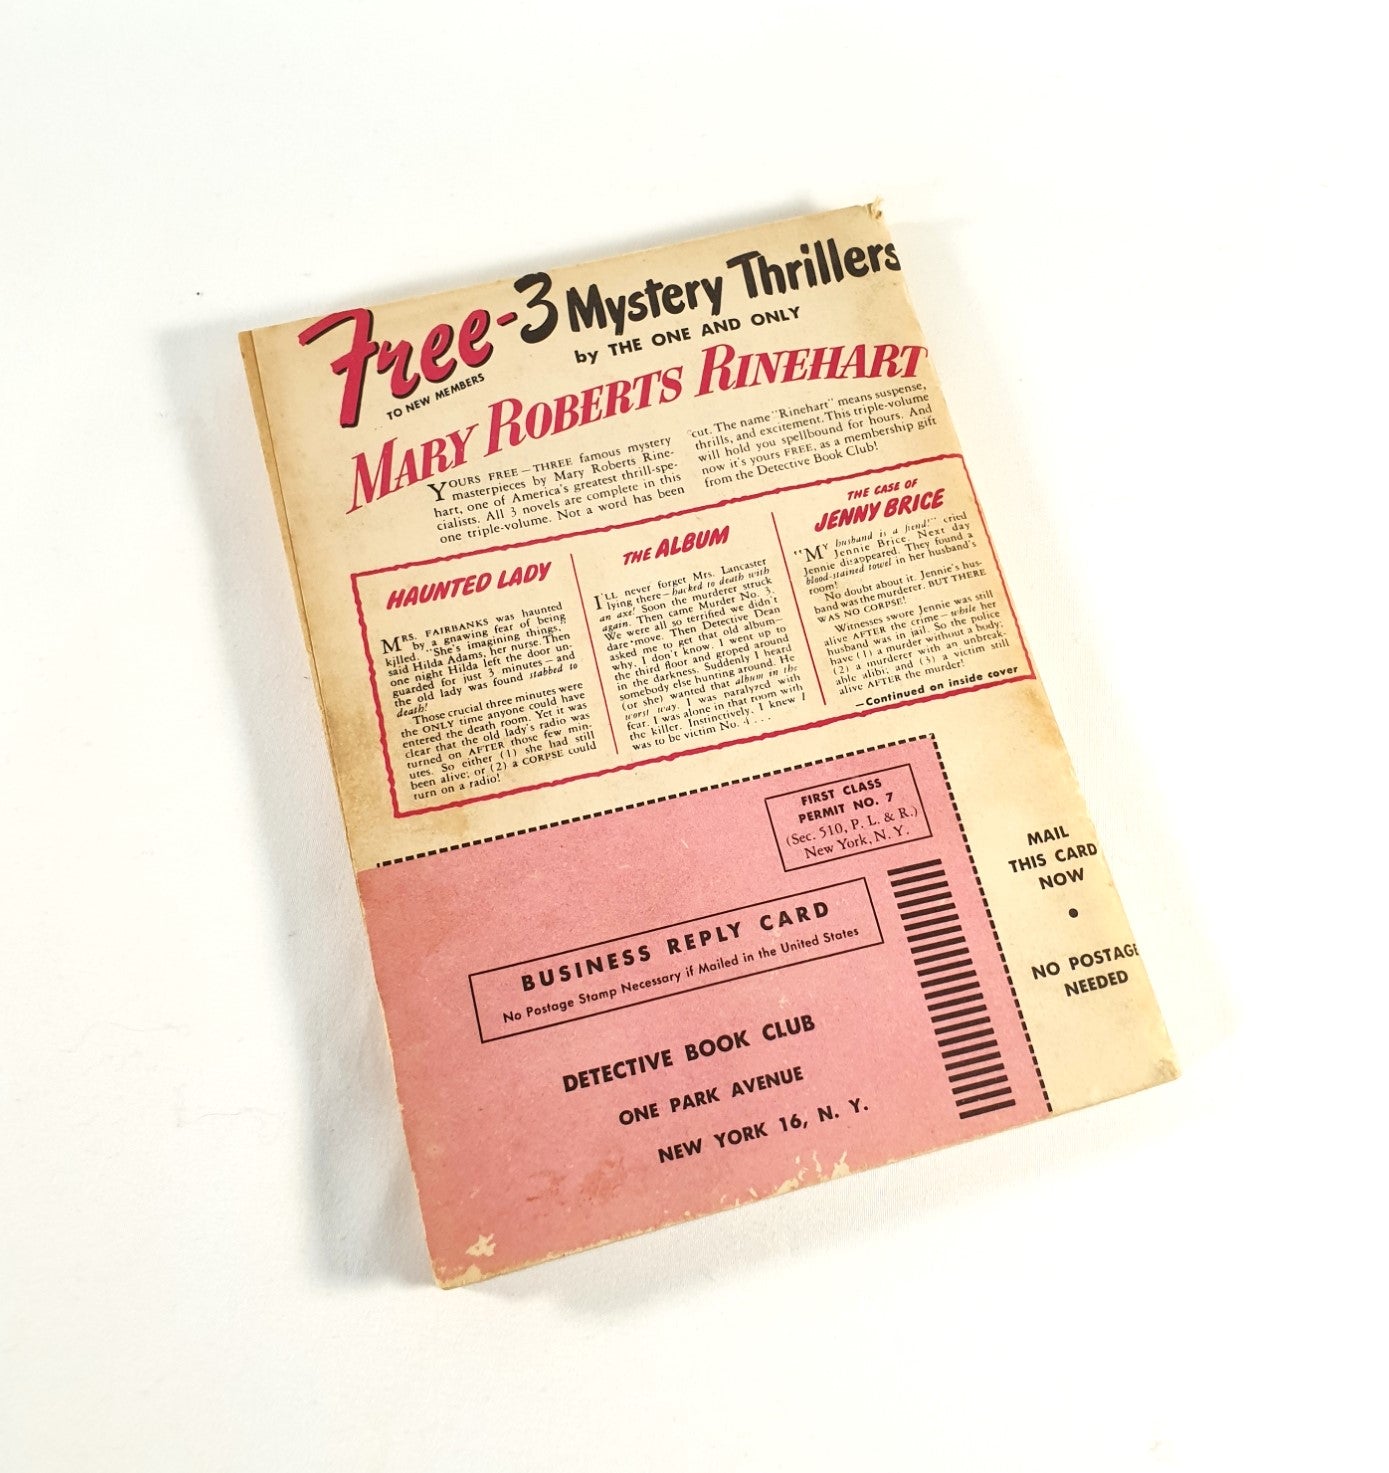 Free-3 Mystery Thrillers
TO NEW MEMBERS
by THE ONE AND ONLY
MARY ROBERTS RINEHART
YOURS FREE—THREE famous mystery
masterpieces by Mary Roberts Rine-
hart, one of America's greatest thrill-spe-
cialists. All 3 novels are complete in this
one triple-volume. Not a word has been
cut. The name "Rinehart" means suspense,
thrills, and excitement. This triple-volume
will hold you spellbound for hours. And
now it's yours FREE, as a membership gift
from the Detective Book Club!
HAUNTED LADY
MRS. FAIRBANKS was haunted
by a gnawing fear of being
killed. . . She's imagining things,
said Hilda Adams, her nurse. Then
one night Hilda left the door un-
guarded for just 3 minutes—and
the old lady was found stabbed to
death!
Those crucial three minutes were
the ONLY time anyone could have
entered the death room. Yet it was
clear that the old lady's radio was
turned on AFTER those few min-
utes. So either (1) she had still
been alive; or (2) a CORPSE could
turn on a radio!
THE ALBUM
I'LL never forget Mrs. Lancaster
lying there—hacked to death with
an axe! Soon the murderer struck
again. Then came Murder No. 3.
We were all so terrified we didn't
dare move. Then Detective Dean
asked me to get that old album—
why, I don't know. I went up to
the third floor and groped around
in the darkness. Suddenly I heard
somebody else hunting around. He
(or she) wanted that album in the
worst way. I was paralyzed with
fear. I was alone in that room with
the killer. Instinctively, I knew I
was to be victim No. 4 . . .
THE CASE OF
JENNY BRICE
"MY husband is a fiend!" cried
Jennie Brice. Next day
Jennie disappeared. They found a
blood-stained towel in her husband's
room!
No doubt about it. Jennie's hus-
band was the murderer. BUT THERE
WAS NO CORPSE!
Witnesses swore Jennie was still
alive AFTER the crime—while her
husband was in jail. So the police
have (1) a murder without a body;
(2) a murderer with an unbreak-
able alibi; and (3) a victim still
alive AFTER the murder!
—Continued on inside cover
FIRST CLASS
PERMIT NO. 7
(Sec. 510, P. L. & R.)
New York, N. Y.
BUSINESS REPLY CARD
No Postage Stamp Necessary if Mailed in the United States
DETECTIVE BOOK CLUB
ONE PARK AVENUE
NEW YORK 16, N. Y.
MAIL
THIS CARD
NOW
•
NO POSTAGE
NEEDED